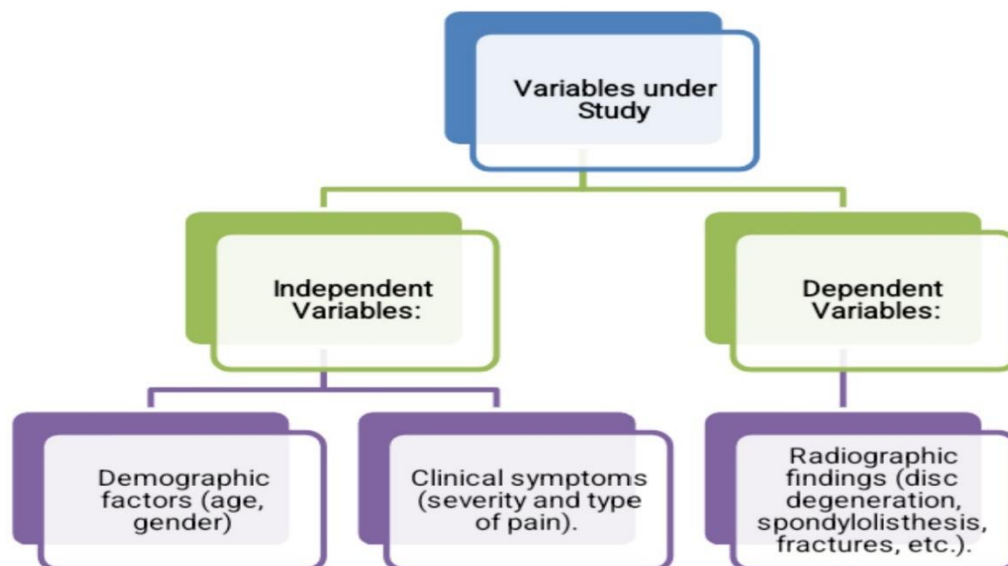 Variables under
Study
Independent
Variables:
Dependent
Variables:
Demographic
factors (age,
gender)
Clinical symptoms
(severity and type
of pain).
Radiographic
findings (disc
degeneration,
spondylolisthesis,
fractures, etc.).